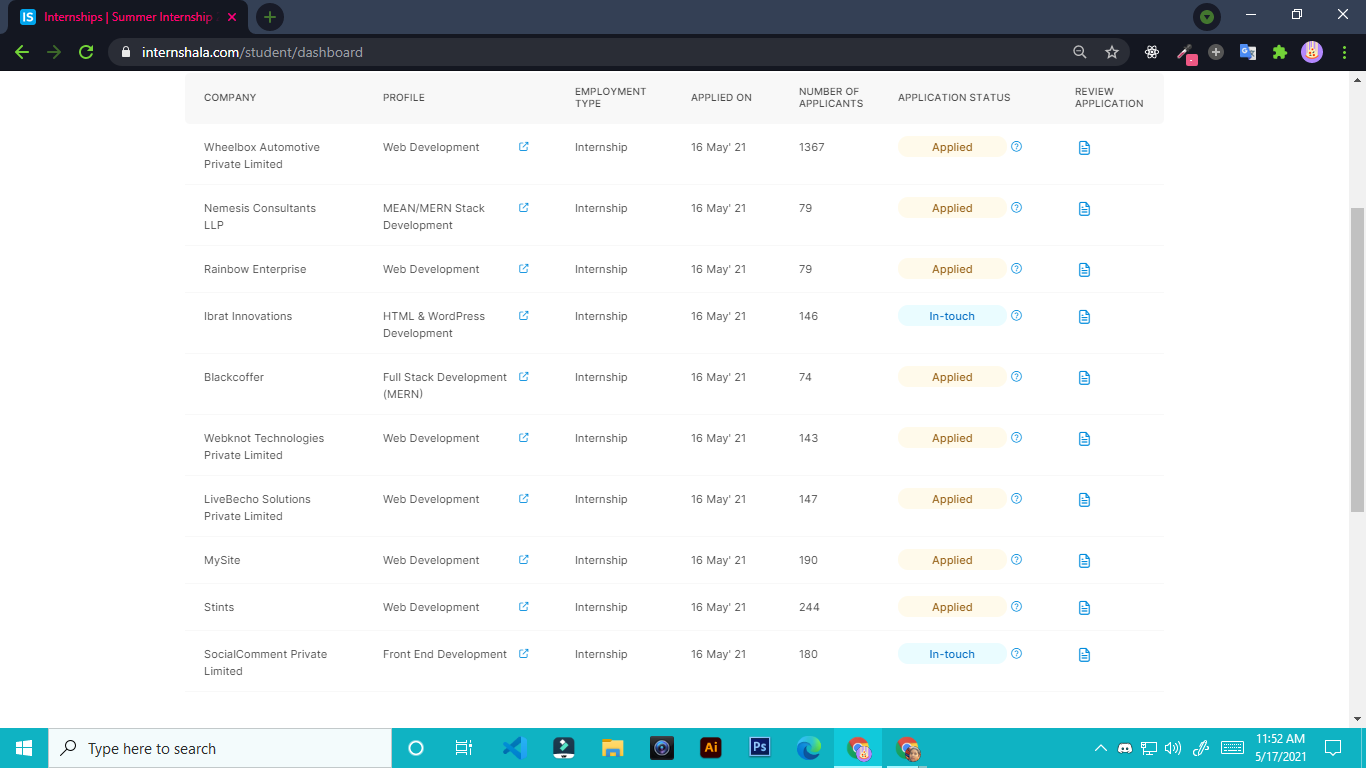 IS Internships | Summer Internship
internshala.com/student/dashboard
COMPANY PROFILE EMPLOYMENT TYPE APPLIED ON NUMBER OF APPLICANTS APPLICATION STATUS REVIEW APPLICATION
Wheelbox Automotive Web Development Internship 16 May' 21 1367 Applied
Private Limited
Nemesis Consultants MEAN/MERN Stack Internship 16 May' 21 79 Applied
LLP Development
Rainbow Enterprise Web Development Internship 16 May' 21 79 Applied
Ibrat Innovations HTML & WordPress Internship 16 May' 21 146 In-touch
Development
Blackcoffer Full Stack Development Internship 16 May' 21 74 Applied
(MERN)
Webknot Technologies Web Development Internship 16 May' 21 143 Applied
Private Limited
LiveBecho Solutions Web Development Internship 16 May' 21 147 Applied
Private Limited
MySite Web Development Internship 16 May' 21 190 Applied
Stints Web Development Internship 16 May' 21 244 Applied
SocialComment Private Front End Development Internship 16 May' 21 180 In-touch
Limited
Type here to search Ai Ps 11:52 AM
5/17/2021